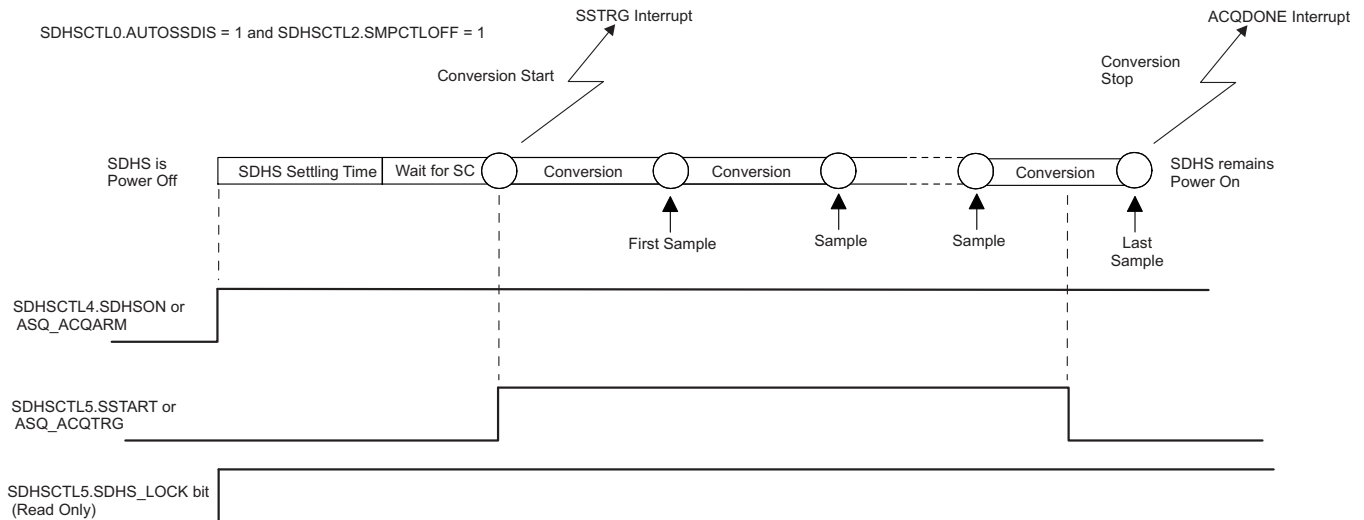 SSTRG Interrupt
ACQDONE Interrupt
SDHSCTL0.AUTOSSDIS = 1 and SDHSCTL2.SMPCTLOFF = 1
Conversion Start
Conversion
Stop
SDHS is
Power Off
SDHS Settling Time
Wait for SC
Conversion
Conversion
Conversion
SDHS remains
Power On
First Sample
Sample
Sample
Last
Sample
SDHSCTL4.SDHSON or
ASQ_ACQARM
SDHSCTL5.SSTART or
ASQ_ACQTRG
SDHSCTL5.SDHS_LOCK bit
(Read Only)